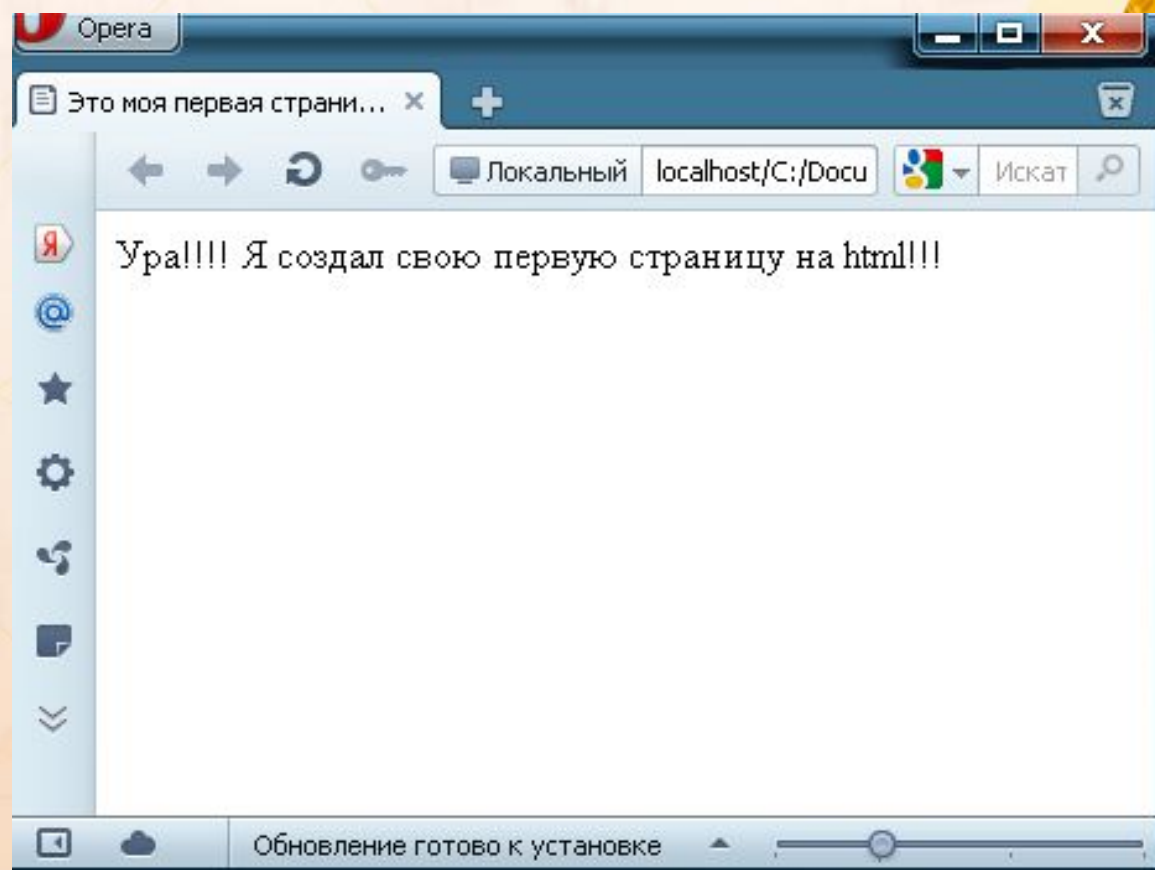 Opera
Это моя первая страни...
Локальный localhost/C:/Docu Искат
Я
Ура!!!! Я создал свою первую страницу на html!!!
@
Обновление готово к установке